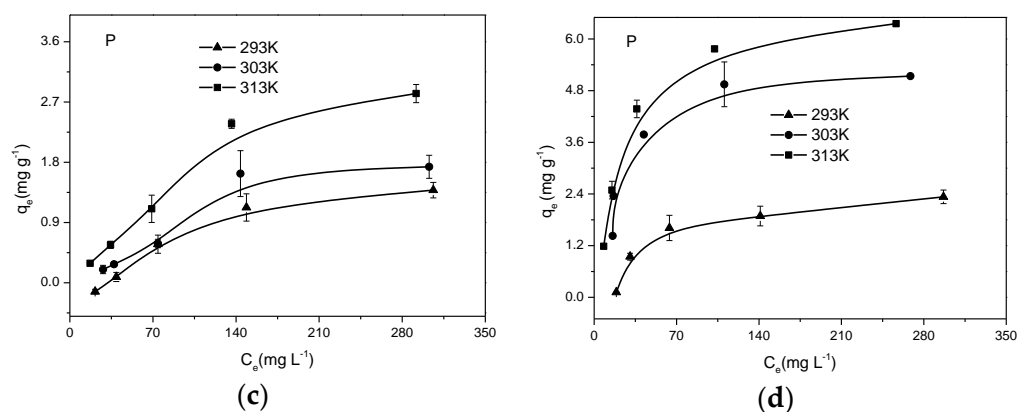 P
293K
303K
313K
3.6
2.7
1.8
0.9
0.0
qe(mg g-1)
0 70 140 210 280 350
Ce(mg L-1)
(c)
P
293K
303K
313K
6.0
4.8
3.6
2.4
1.2
0.0
qe(mg g-1)
0 70 140 210 280 350
Ce(mg L-1)
(d)